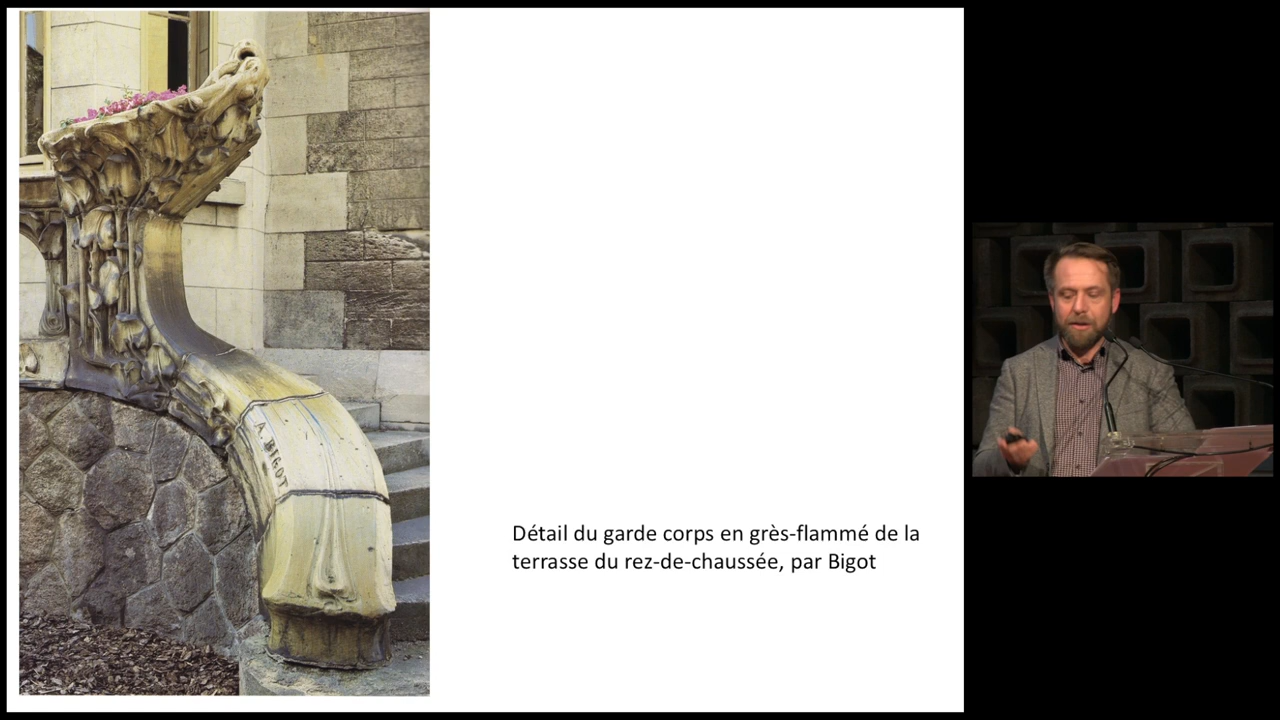 A. BIGOT
Détail du garde corps en grès-flammé de la
terrasse du rez-de-chaussée, par Bigot